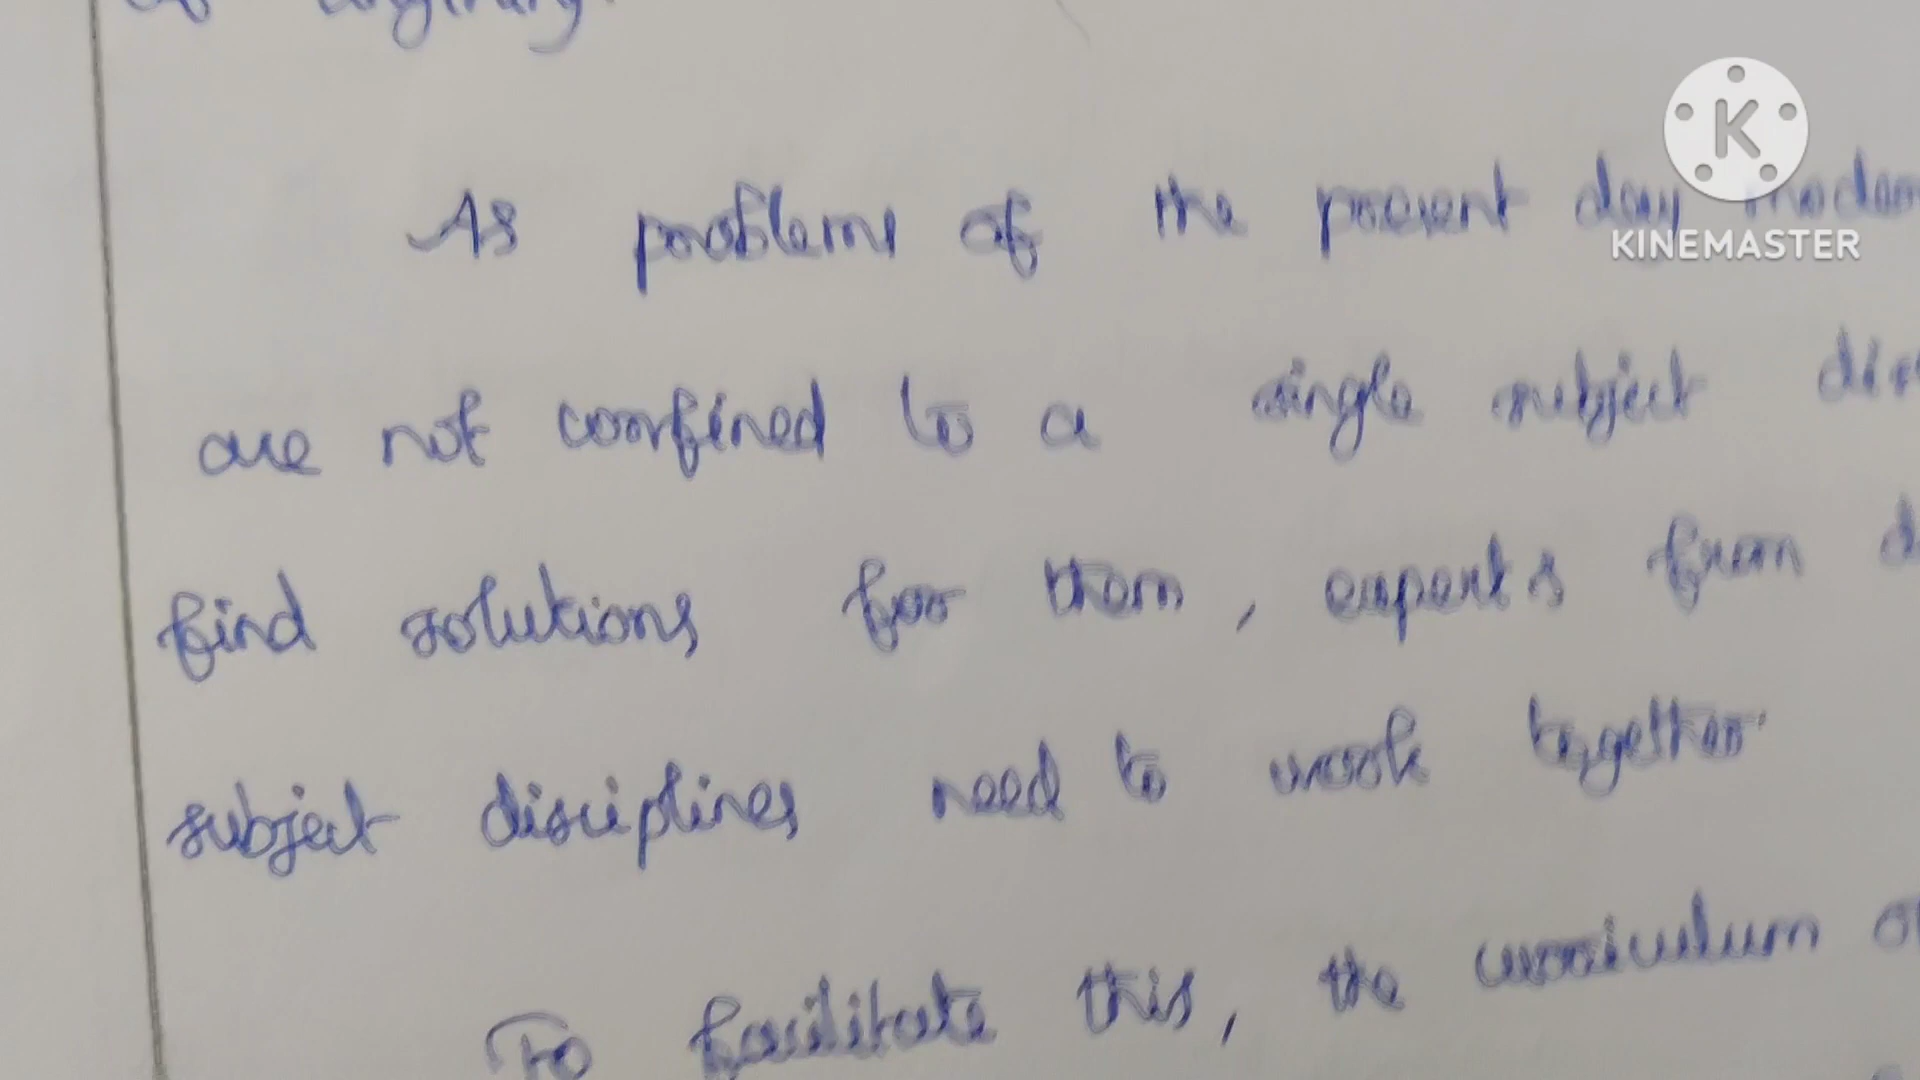 As problems of the present day
KINEMASTER
are not confined to a single subject
find solutions for them, experts from
subject disciplines need to work together
To facilitate this, the curriculum